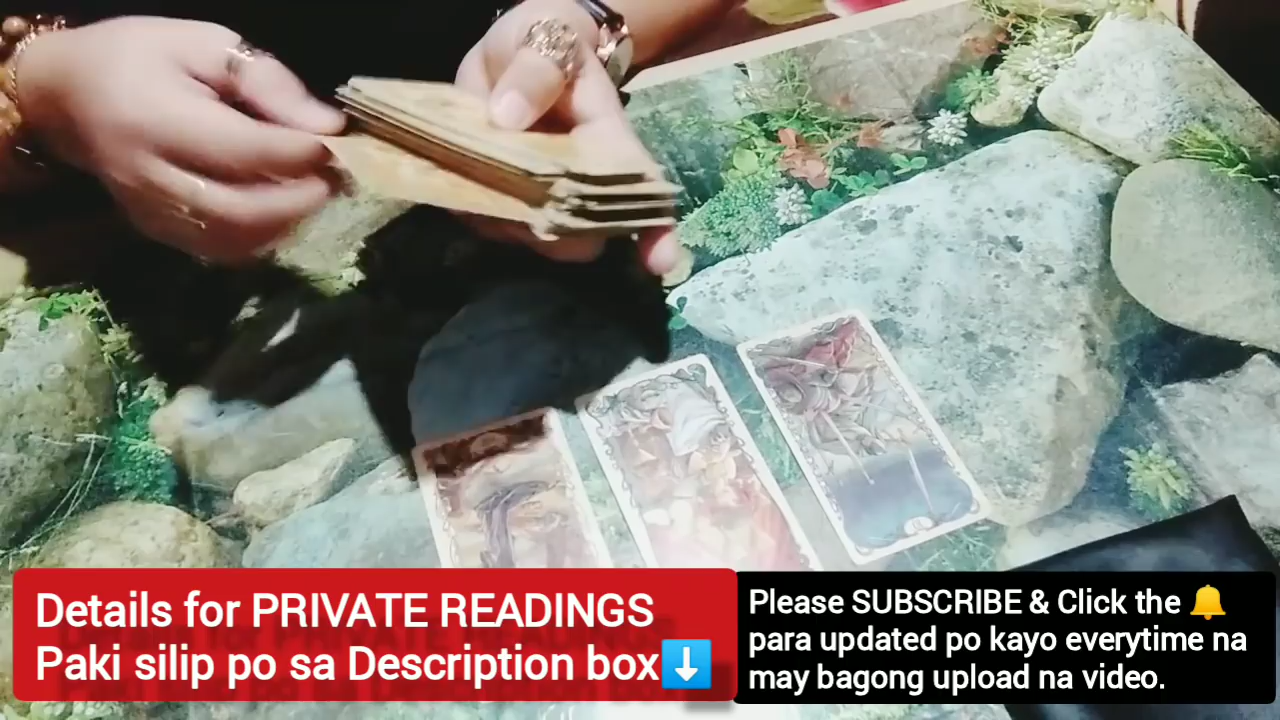 Details for PRIVATE READINGS
Paki silip po sa Description box⬇️
Please SUBSCRIBE & Click the 🔔
para updated po kayo everytime na
may bagong upload na video.